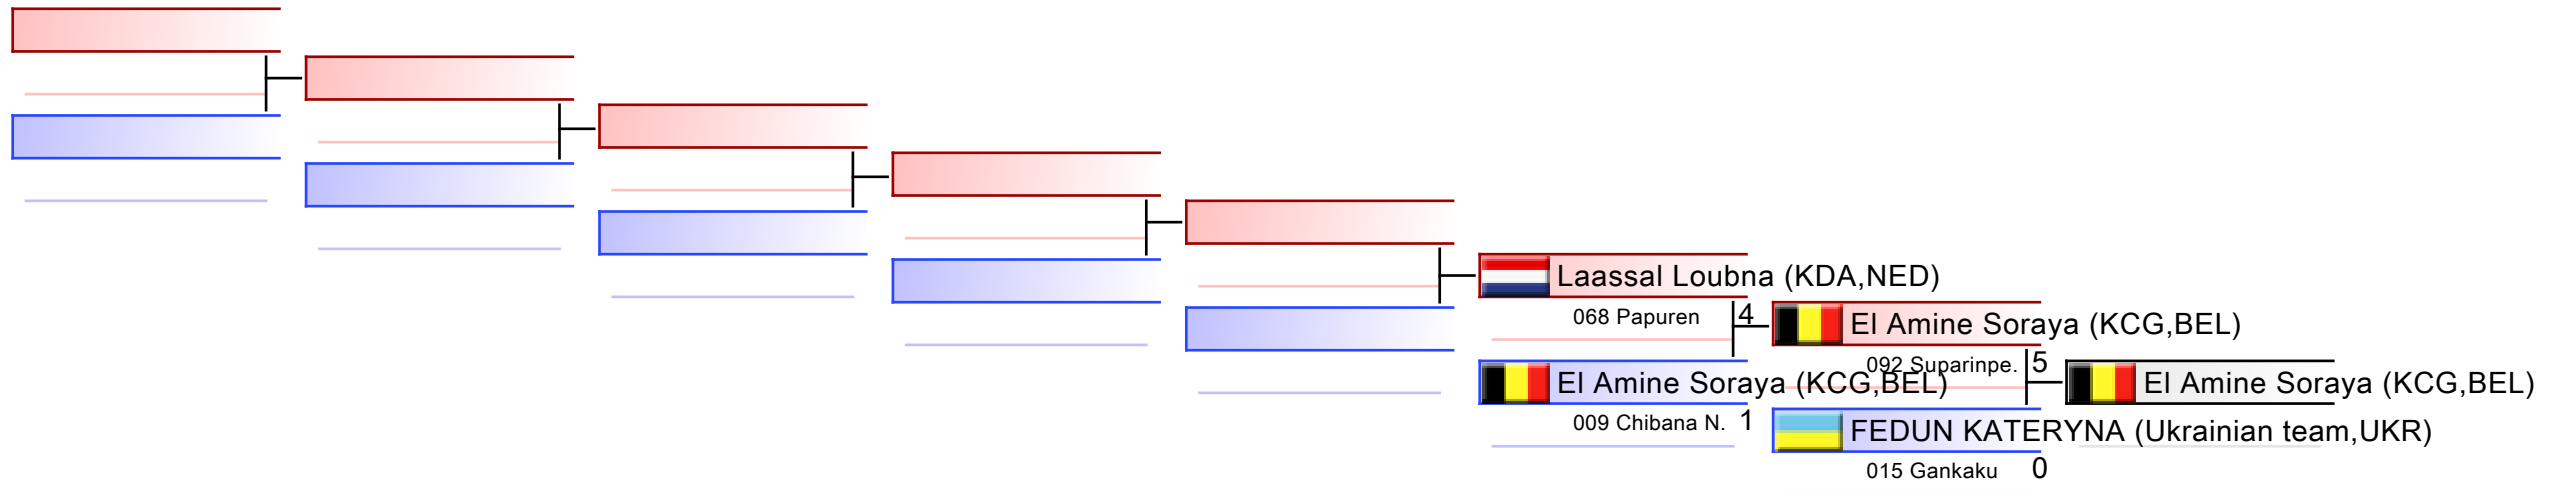 Laassal Loubna (KDA,NED)
068 Papuren 4
El Amine Soraya (KCG,BEL)
009 Chibana N. 1
El Amine Soraya (KCG,BEL)
092 Suparinpe. 5
FEDUN KATERYNA (Ukrainian team,UKR)
015 Gankaku 0
El Amine Soraya (KCG,BEL)